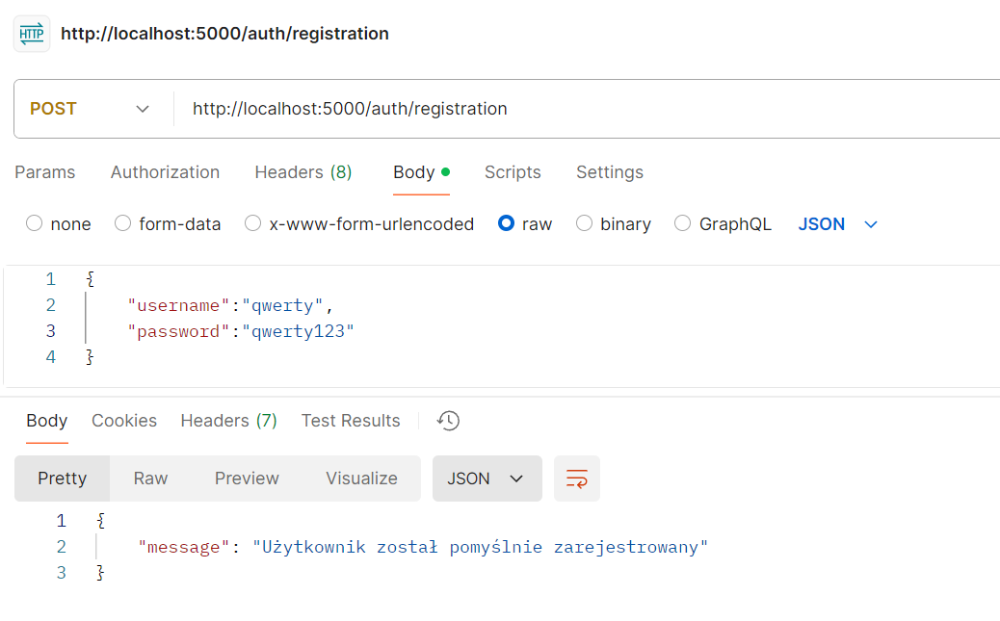 HTTP http://localhost:5000/auth/registration
POST http://localhost:5000/auth/registration
Params Authorization Headers (8) Body Scripts Settings
none form-data x-www-form-urlencoded raw binary GraphQL JSON
1 {
2 "username":"qwerty",
3 "password":"qwerty123"
4 }
Body Cookies Headers (7) Test Results
Pretty Raw Preview Visualize JSON
1 {
2 "message": "Użytkownik został pomyślnie zarejestrowany"
3 }